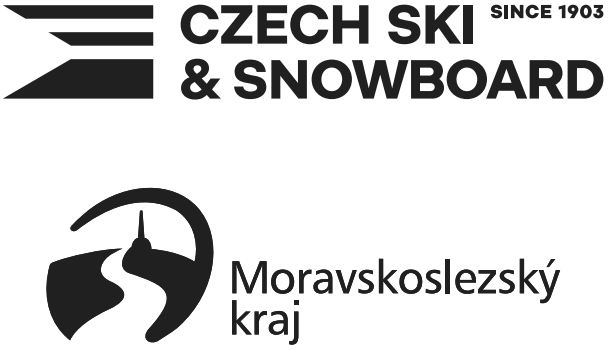 CZECH SKI SINCE 1903
& SNOWBOARD
Moravskoslezský
kraj